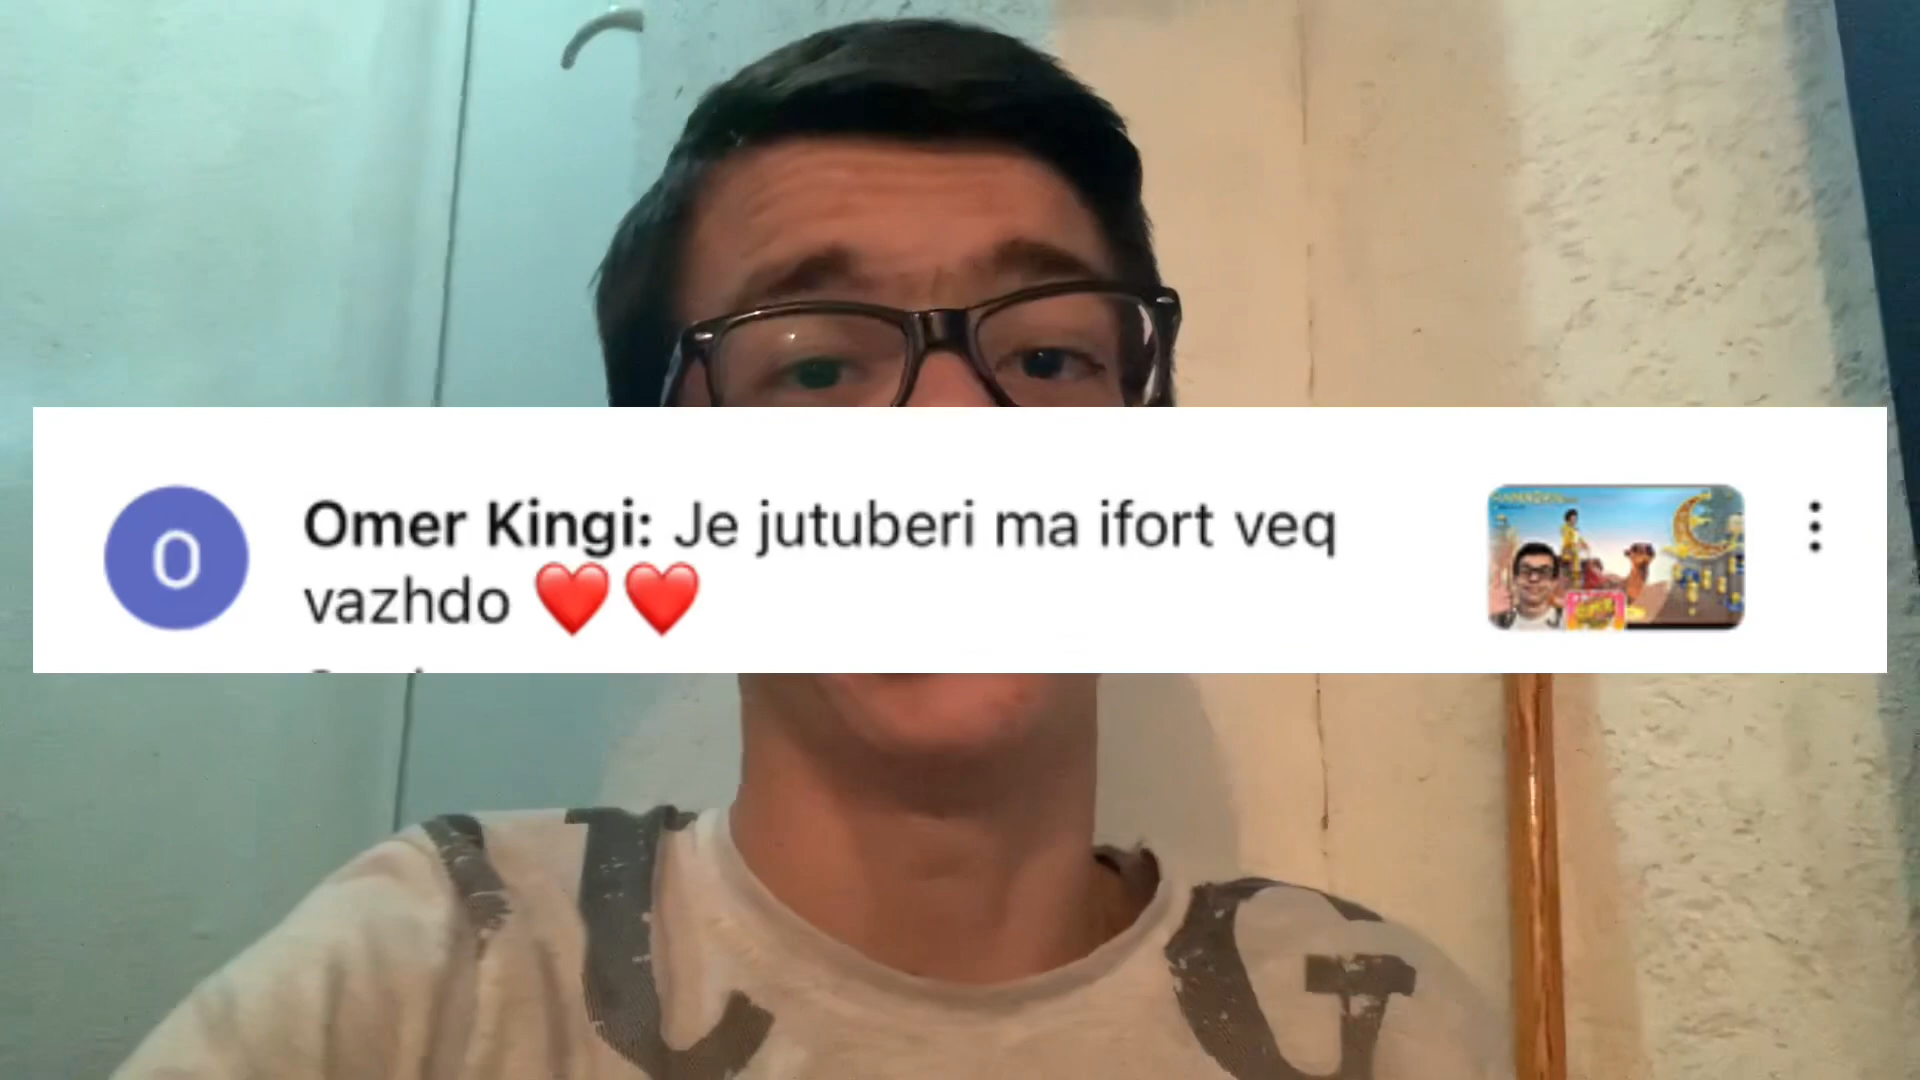 O
Omer Kingi: Je jutuberi ma ifort veq
vazhdo ❤️❤️